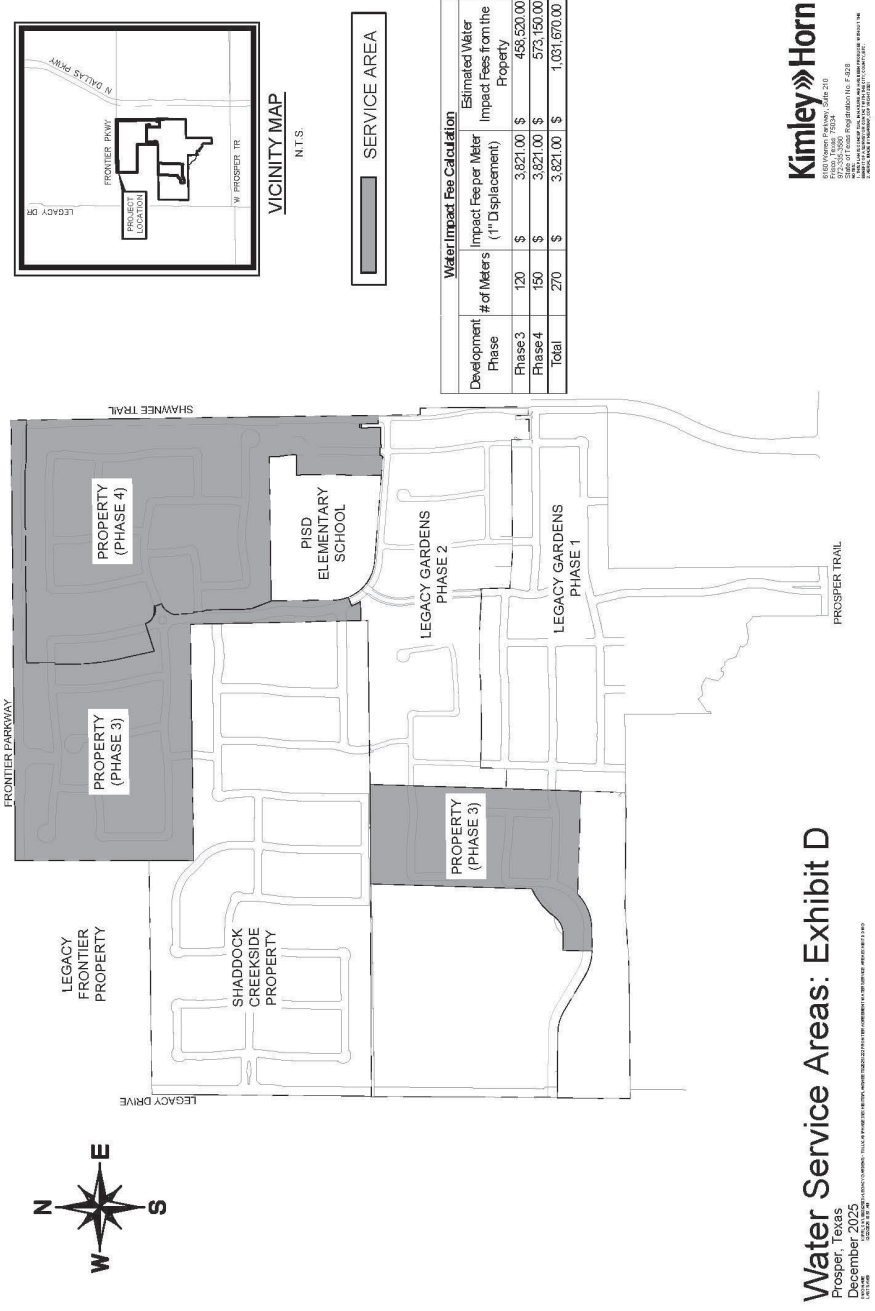 N
W E
S
FRONTIER PARKWAY
LEGACY
FRONTIER
PROPERTY
PROPERTY
(PHASE 3)
PROPERTY
(PHASE 4)
SHAWNEE TRAIL
LEGACY DRIVE
SHADDOCK
CREEKSIDE
PROPERTY
PISD
ELEMENTARY
SCHOOL
PROPERTY
(PHASE 3)
LEGACY GARDENS
PHASE 2
LEGACY GARDENS
PHASE 1
PROSPER TRAIL
LEGACY DR
FRONTIER PKWY
N DALLAS PKWY
PROJECT
LOCATION
W PROSPER TR
VICINITY MAP
N.T.S.
SERVICE AREA
Water Impact Fee Calculation
Development Phase # of Meters Impact Fee per Meter (1" Displacement) Estimated Water Impact Fees from the Property
Phase 3 120 $ 3,821.00 $ 458,520.00
Phase 4 150 $ 3,821.00 $ 573,150.00
Total 270 $ 3,821.00 $ 1,031,670.00
Water Service Areas: Exhibit D
Prosper, Texas
December 2025
Kimley»Horn
6160 Warren Parkway, Suite 210
Frisco, Texas 75034
972-335-3580
State of Texas Registration No. F-928